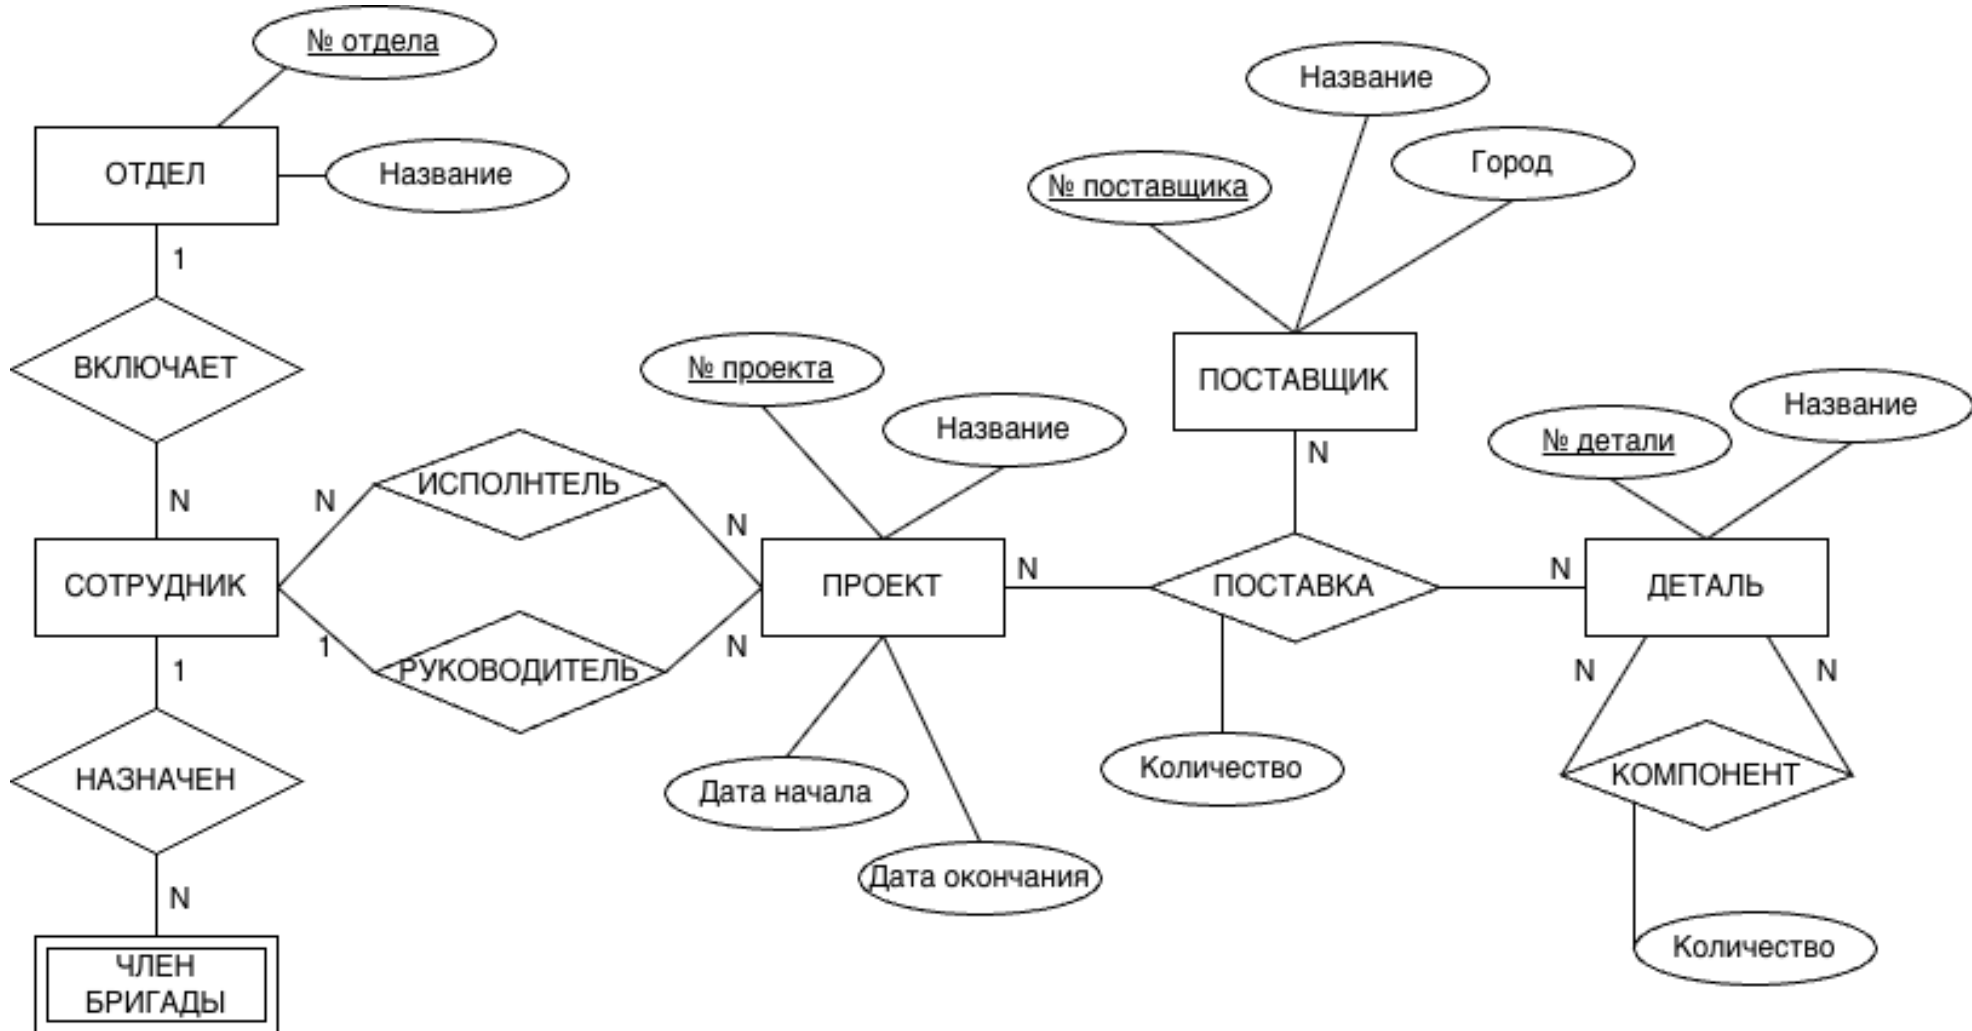 № отдела
Название
Название
Город
№ поставщика
ОТДЕЛ
1
ВКЛЮЧАЕТ
№ проекта
Название
ПОСТАВЩИК
N
№ детали
Название
N
N
ИСПОЛНТЕЛЬ
N
СОТРУДНИК
ПРОЕКТ
N
ПОСТАВКА
N
ДЕТАЛЬ
1
1
РУКОВОДИТЕЛЬ
N
N
N
НАЗНАЧЕН
Дата начала
Количество
КОМПОНЕНТ
N
Дата окончания
Количество
ЧЛЕН
БРИГАДЫ